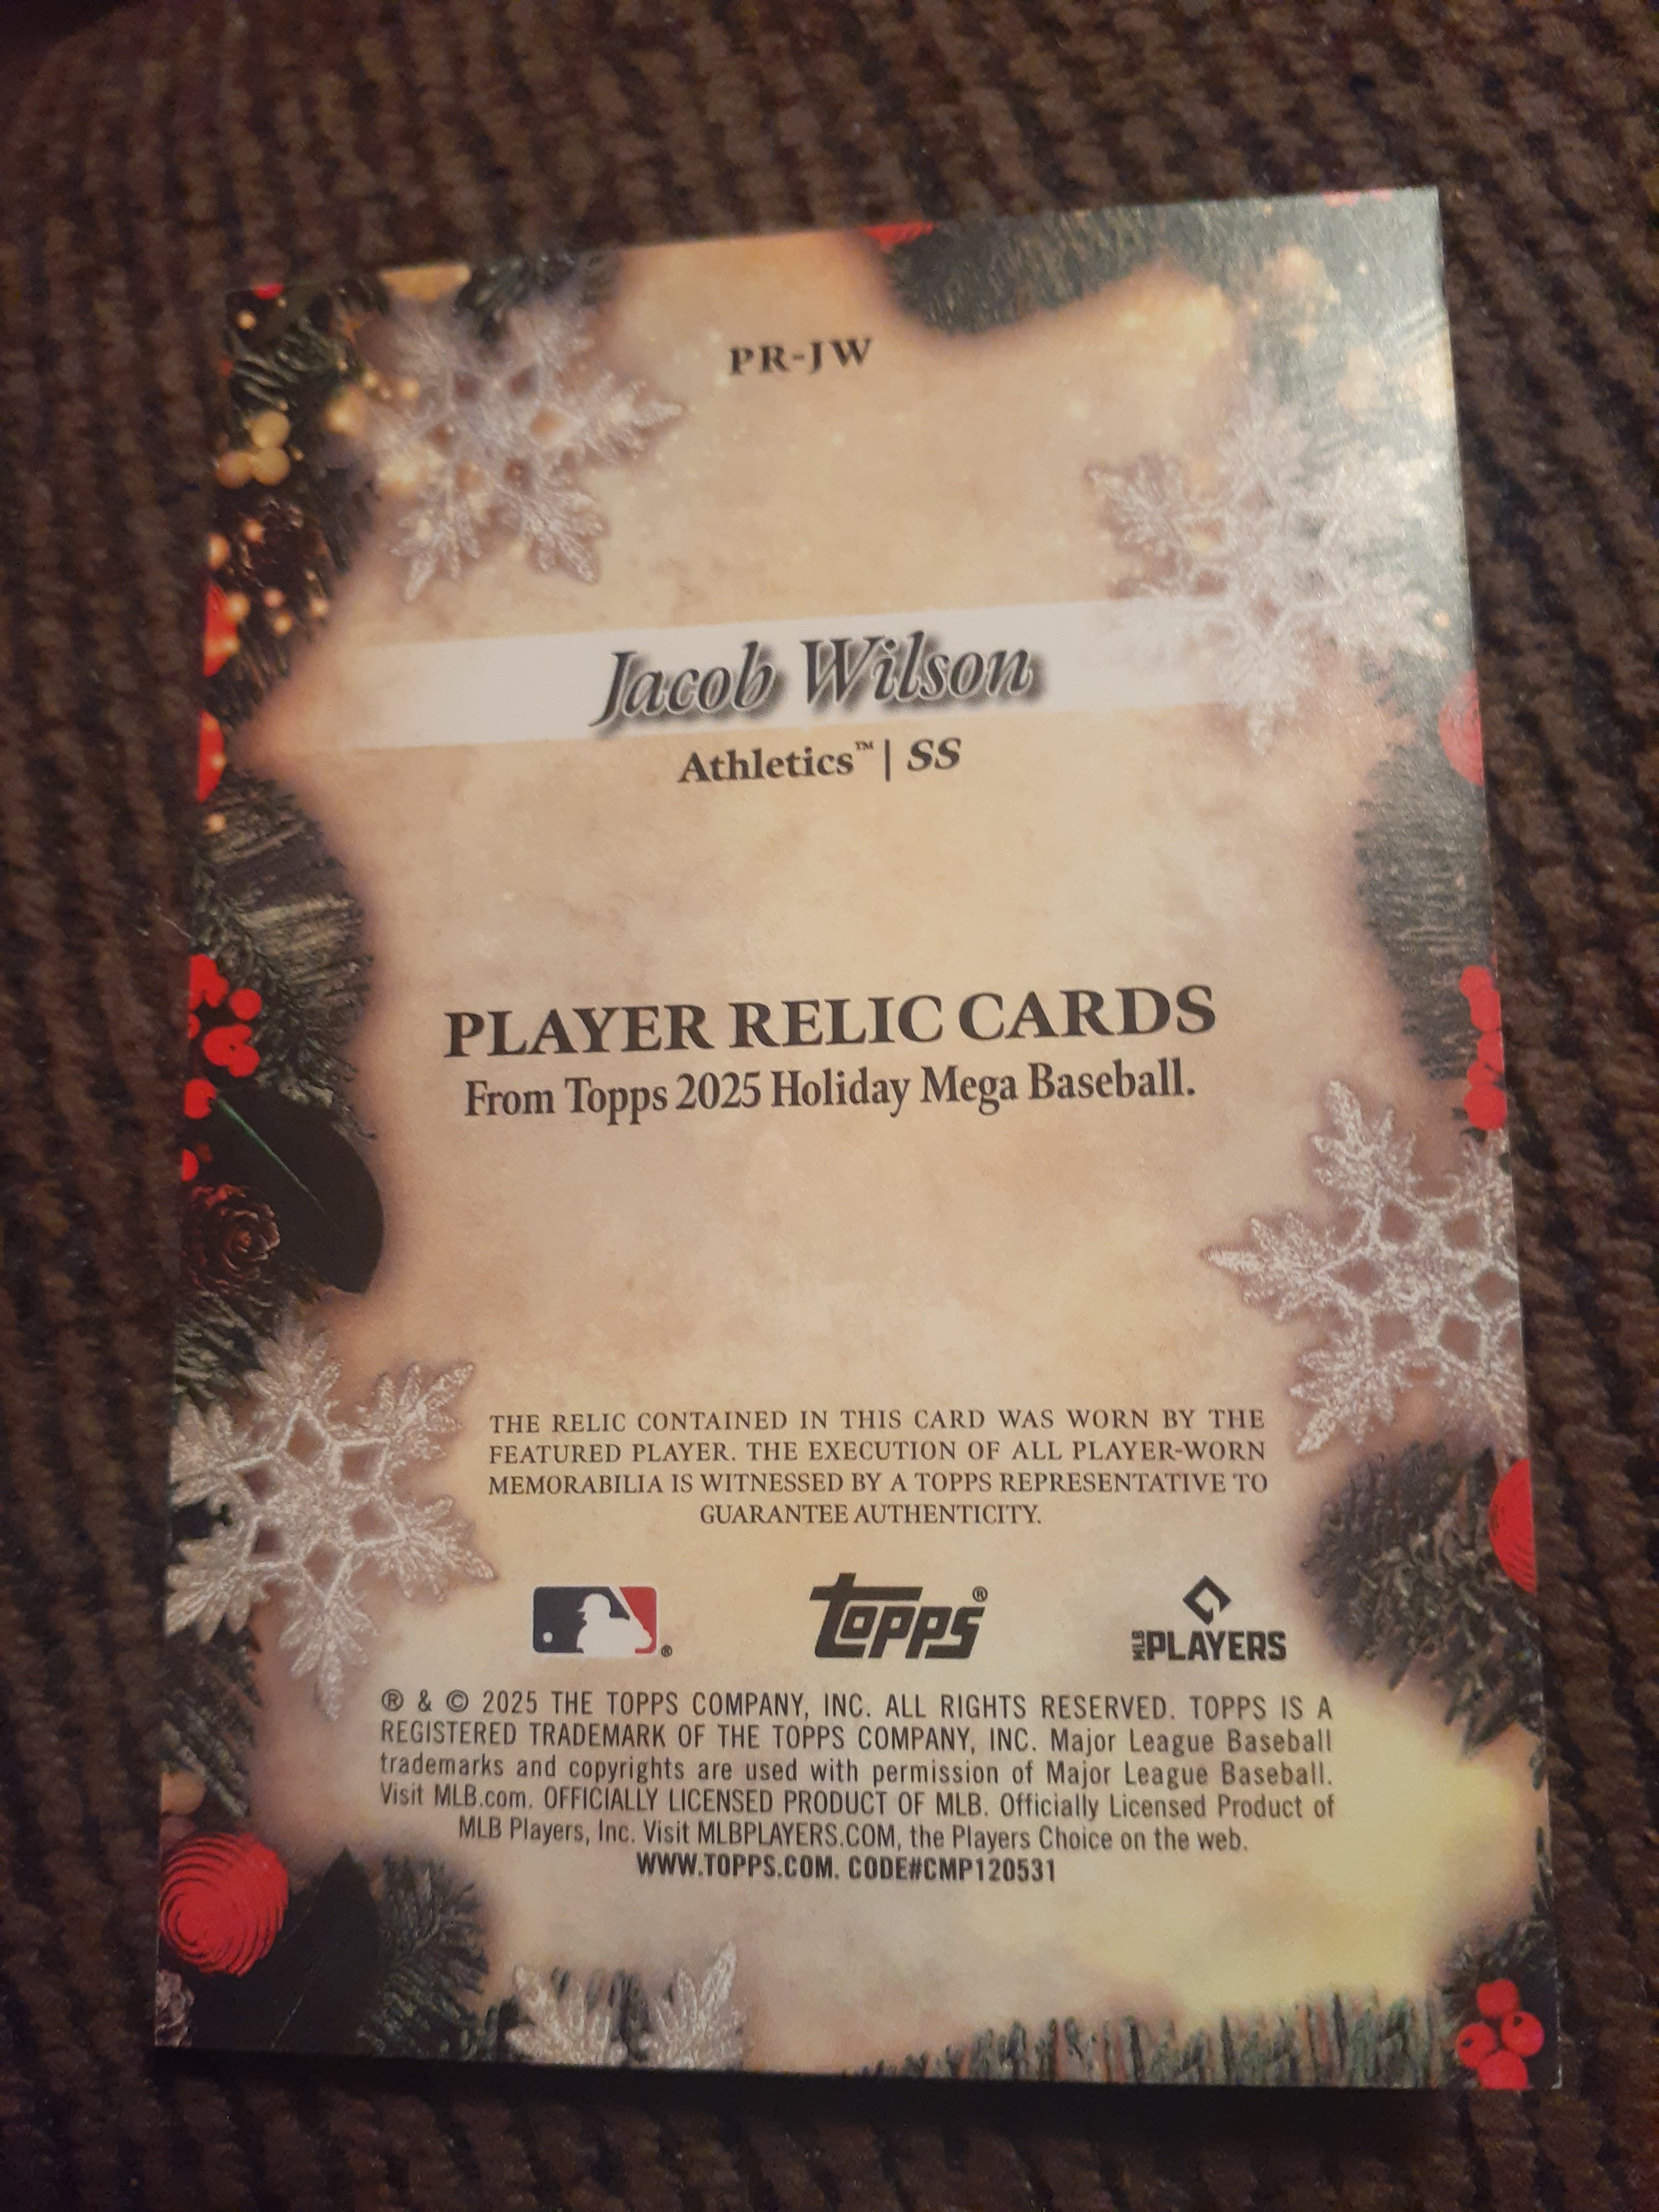 PR-JW
Jacob Wilson
Athletics™ | SS
PLAYER RELIC CARDS
From Topps 2025 Holiday Mega Baseball.
THE RELIC CONTAINED IN THIS CARD WAS WORN BY THE
FEATURED PLAYER. THE EXECUTION OF ALL PLAYER-WORN
MEMORABILIA IS WITNESSED BY A TOPPS REPRESENTATIVE TO
GUARANTEE AUTHENTICITY.
® topps® MLB PLAYERS
® & © 2025 THE TOPPS COMPANY, INC. ALL RIGHTS RESERVED. TOPPS IS A
REGISTERED TRADEMARK OF THE TOPPS COMPANY, INC. Major League Baseball
trademarks and copyrights are used with permission of Major League Baseball.
Visit MLB.com. OFFICIALLY LICENSED PRODUCT OF MLB. Officially Licensed Product of
MLB Players, Inc. Visit MLBPLAYERS.COM, the Players Choice on the web.
WWW.TOPPS.COM. CODE#CMP120531